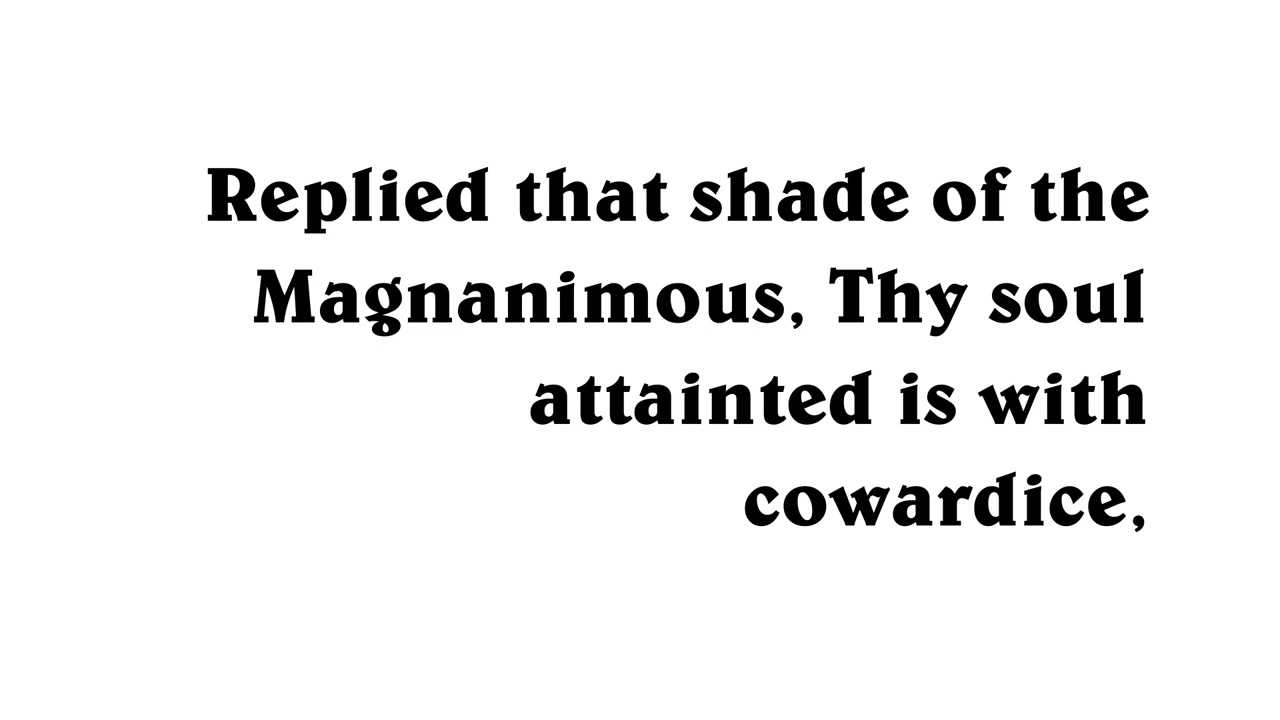 Replied that shade of the
Magnanimous, Thy soul
attainted is with
cowardice,